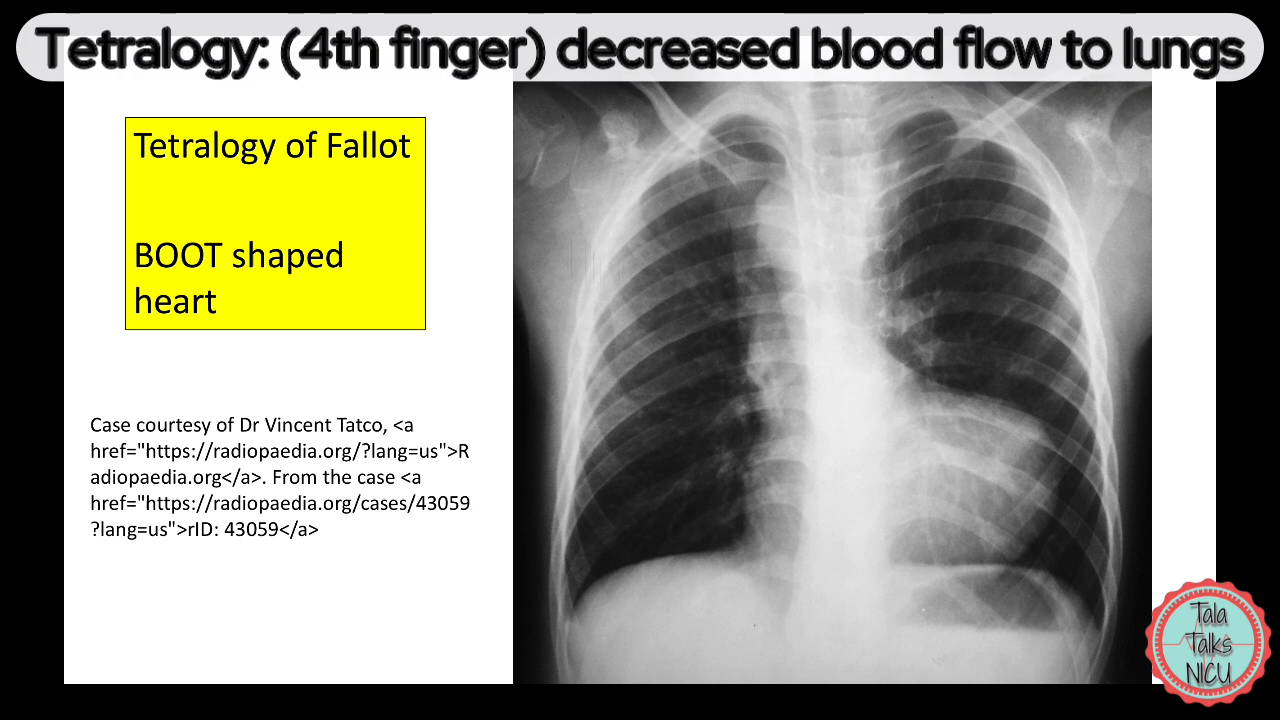 Tetralogy: (4th finger) decreased blood flow to lungs
Tetralogy of Fallot
BOOT shaped
heart
Case courtesy of Dr Vincent Tatco, <a
href="https://radiopaedia.org/?lang=us">R
adiopaedia.org</a>. From the case <a
href="https://radiopaedia.org/cases/43059
?lang=us">rID: 43059</a>
Tala
Talks
NICU